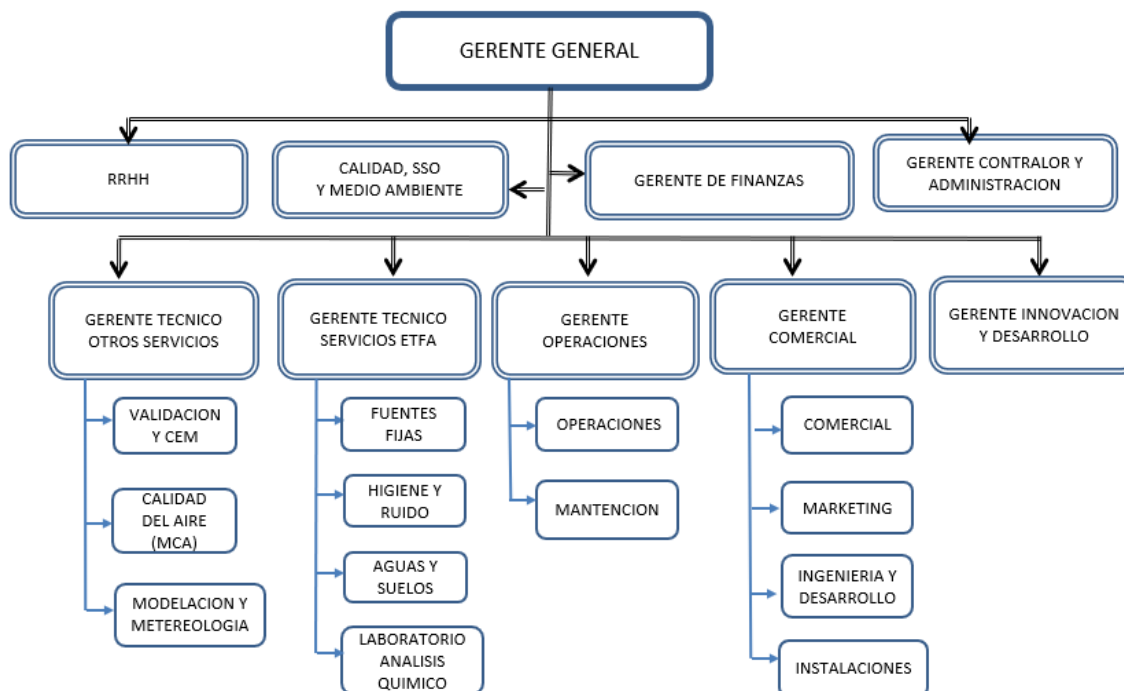 GERENTE GENERAL
RRHH
CALIDAD, SSO
Y MEDIO AMBIENTE
GERENTE DE FINANZAS
GERENTE CONTRALOR Y
ADMINISTRACION
GERENTE TECNICO
OTROS SERVICIOS
GERENTE TECNICO
SERVICIOS ETFA
GERENTE
OPERACIONES
GERENTE
COMERCIAL
GERENTE INNOVACION
Y DESARROLLO
VALIDACION
Y CEM
CALIDAD
DEL AIRE
(MCA)
MODELACION Y
METEREOLOGIA
FUENTES
FIJAS
HIGIENE Y
RUIDO
AGUAS Y
SUELOS
LABORATORIO
ANALISIS
QUIMICO
OPERACIONES
MANTENCION
COMERCIAL
MARKETING
INGENIERIA Y
DESARROLLO
INSTALACIONES